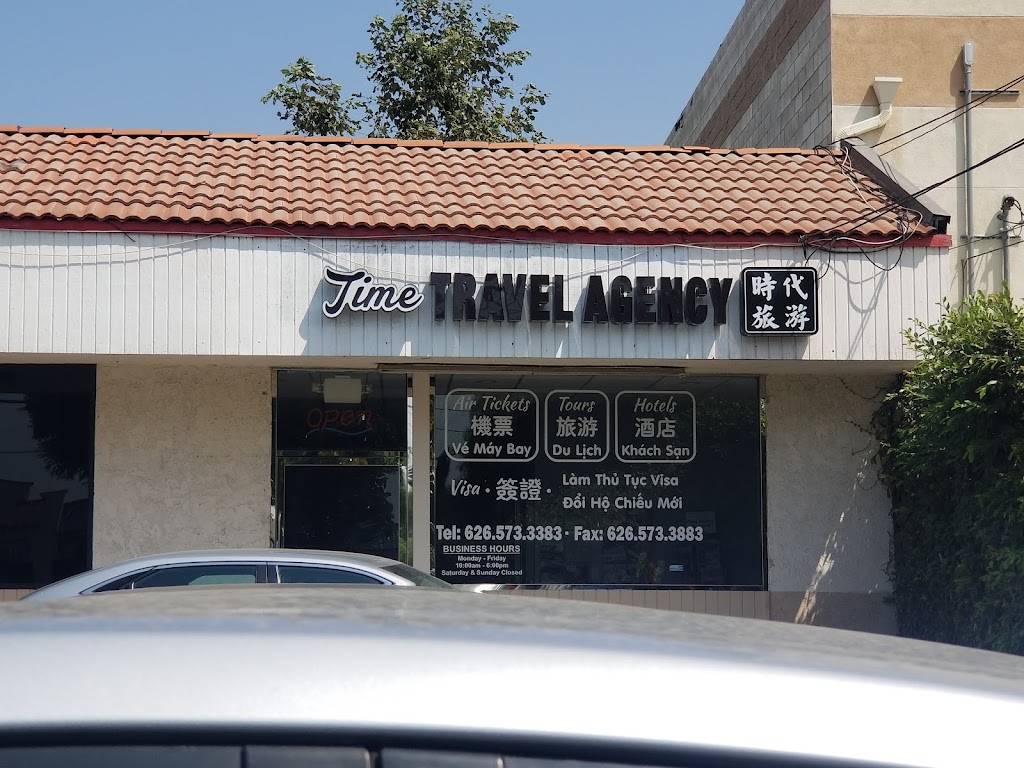 Time TRAVEL AGENCY
時代
旅游
open
Air Tickets
機票
Vé Máy Bay
Tours
旅游
Du Lịch
Hotels
酒店
Khách Sạn
Visa · 簽證 ·
Làm Thủ Tục Visa
Đổi Hộ Chiếu Mới
Tel: 626.573.3383 · Fax: 626.573.3883
BUSINESS HOURS
Monday - Friday
10:00am - 6:00pm
Saturday & Sunday Closed